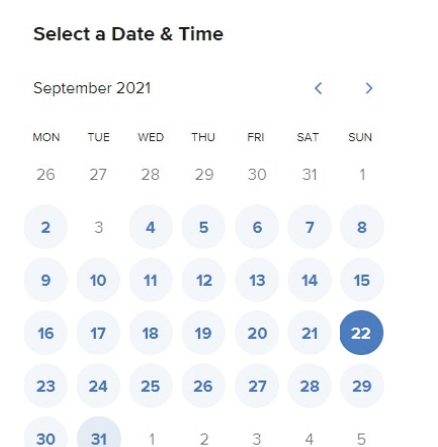 Select a Date & Time
September 2021
MON TUE WED THU FRI SAT SUN
26 27 28 29 30 31 1
2 3 4 5 6 7 8
9 10 11 12 13 14 15
16 17 18 19 20 21 22
23 24 25 26 27 28 29
30 31 1 2 3 4 5